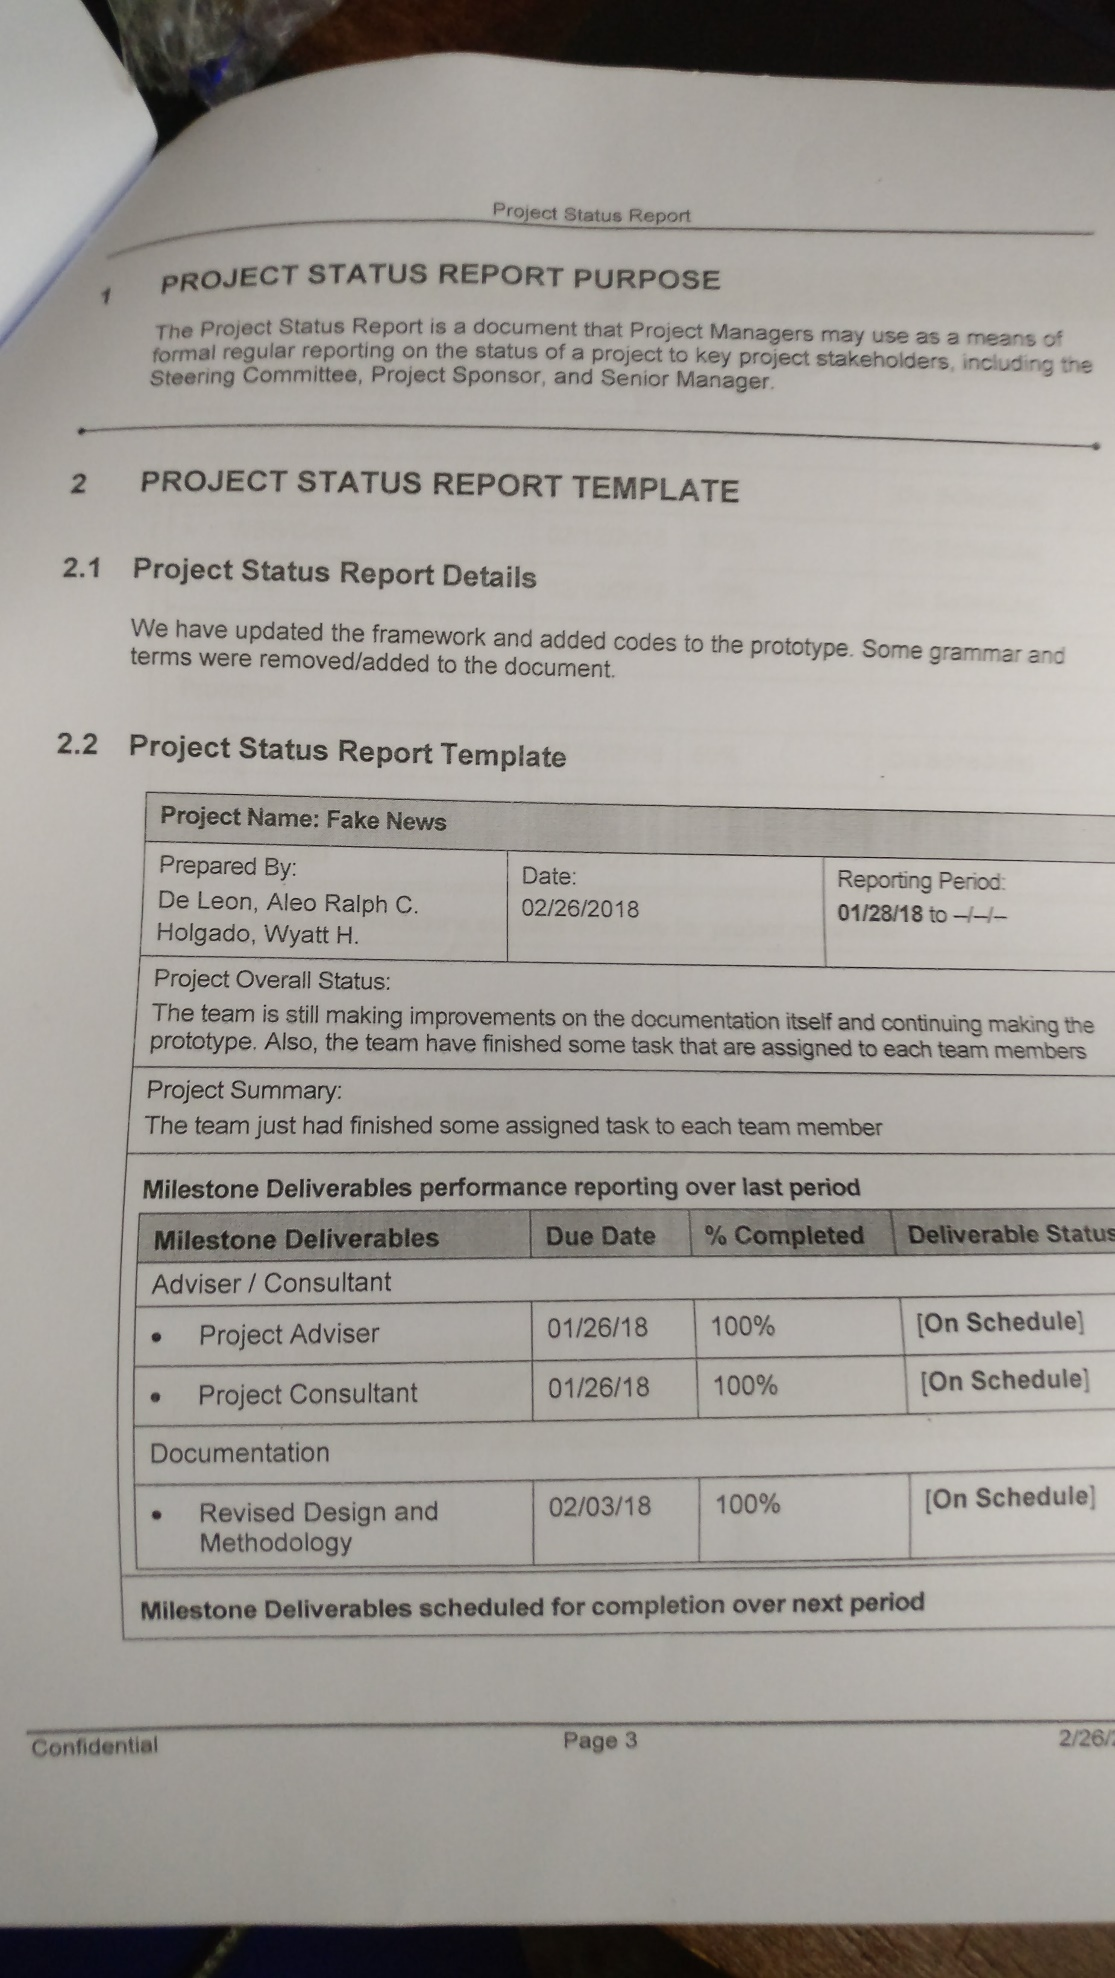 Project Status Report
1 PROJECT STATUS REPORT PURPOSE
The Project Status Report is a document that Project Managers may use as a means of
formal regular reporting on the status of a project to key project stakeholders, including the
Steering Committee, Project Sponsor, and Senior Manager.
2 PROJECT STATUS REPORT TEMPLATE
2.1 Project Status Report Details
We have updated the framework and added codes to the prototype. Some grammar and
terms were removed/added to the document.
2.2 Project Status Report Template
Project Name: Fake News
Prepared By:
De Leon, Aleo Ralph C.
Holgado, Wyatt H.
Date:
02/26/2018
Reporting Period:
01/28/18 to –/–/–
Project Overall Status:
The team is still making improvements on the documentation itself and continuing making the
prototype. Also, the team have finished some task that are assigned to each team members
Project Summary:
The team just had finished some assigned task to each team member
Milestone Deliverables performance reporting over last period
Milestone Deliverables Due Date % Completed Deliverable Status
Adviser / Consultant
• Project Adviser 01/26/18 100% [On Schedule]
• Project Consultant 01/26/18 100% [On Schedule]
Documentation
• Revised Design and 02/03/18 100% [On Schedule]
Methodology
Milestone Deliverables scheduled for completion over next period
Confidential Page 3 2/26/